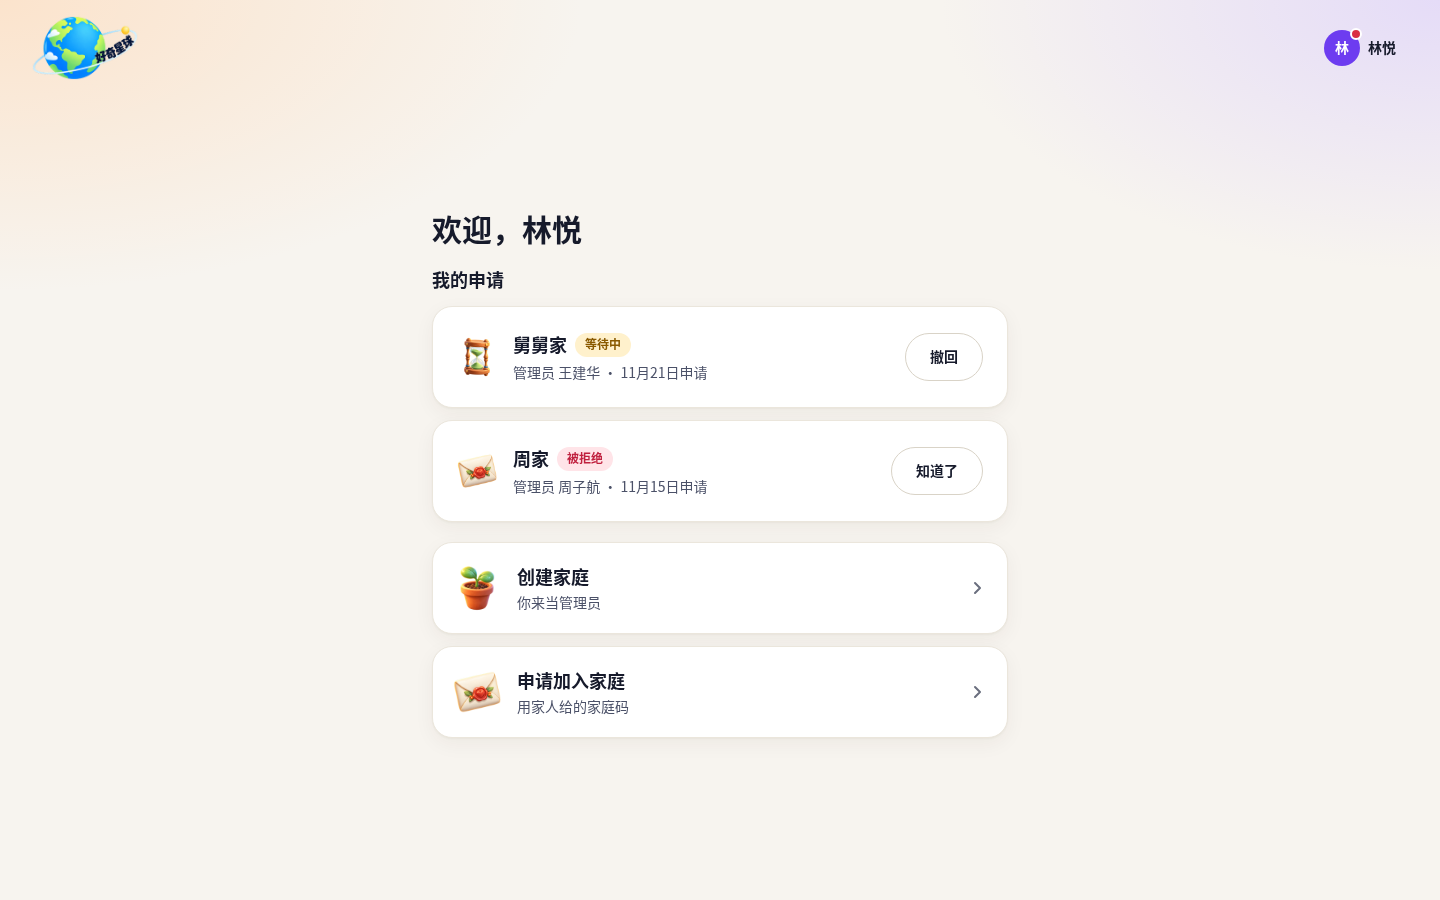 好奇星球
林
林悦
欢迎，林悦
我的申请
舅舅家
等待中
管理员 王建华 · 11月21日申请
撤回
周家
被拒绝
管理员 周子航 · 11月15日申请
知道了
创建家庭
你来当管理员
申请加入家庭
用家人给的家庭码